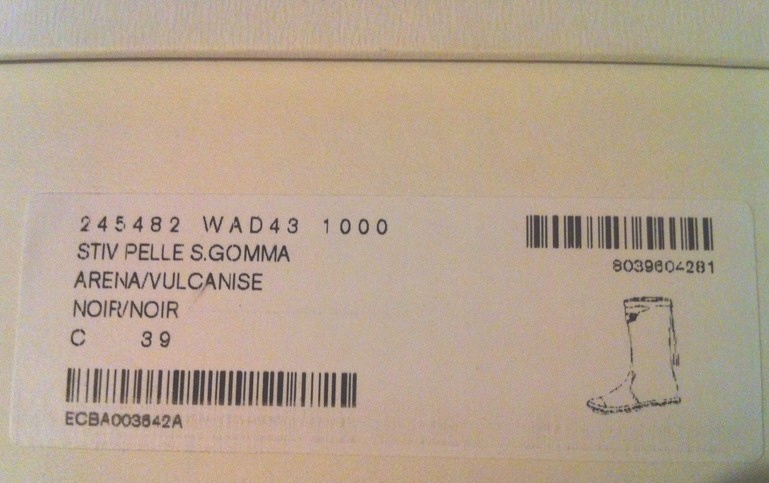 245482 WAD43 1000
STIV PELLE S.GOMMA
ARENA/VULCANISE
NOIR/NOIR
C 39
ECBA003642A
8039604281